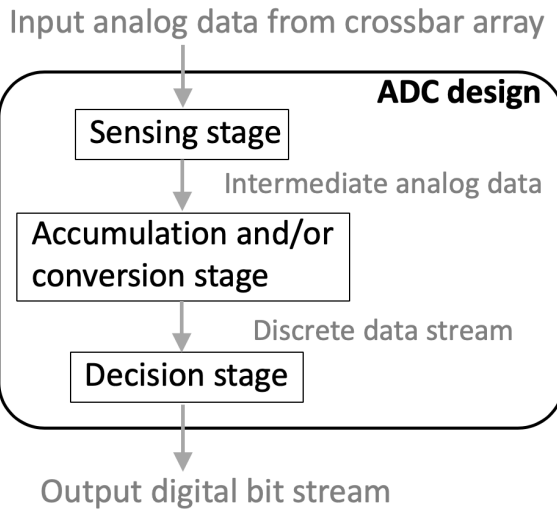 Input analog data from crossbar array
ADC design
Sensing stage
Intermediate analog data
Accumulation and/or
conversion stage
Discrete data stream
Decision stage
Output digital bit stream